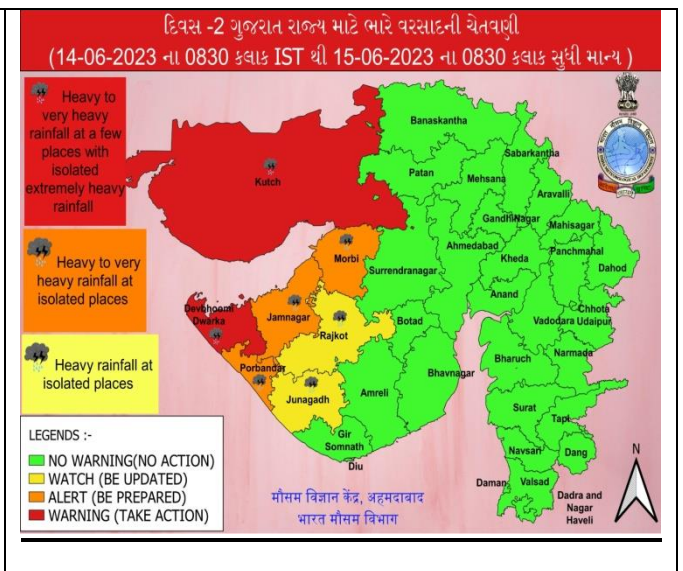 દિવસ -2 ગુજરાત રાજ્ય માટે ભારે વરસાદની ચેતવણી
(14-06-2023 ના 0830 કલાક IST થી 15-06-2023 ના 0830 કલાક સુધી માન્ય )
Heavy to
very heavy
rainfall at a few
places with
isolated
extremely heavy
rainfall
Heavy to very
heavy rainfall at
isolated places
Heavy rainfall at
isolated places
Banaskantha
Sabarkantha
Patan
Mehsana
Aravalli
Kutch
GandhiNagar
Mahisagar
Morbi
Ahmedabad
Panchmahal
Surrendranagar
Kheda
Dahod
Devbhoomi
Dwarka
Jamnagar
Anand
Rajkot
Botad
Chhota
Udaipur
Vadodara
Porbandar
Bharuch
Narmada
Junagadh
Amreli
Bhavnagar
Surat
Tapi
Gir
Somnath
Diu
Navsari
Dang
Daman
Valsad
Dadra and
Nagar
Haveli
N
LEGENDS :-
NO WARNING(NO ACTION)
WATCH (BE UPDATED)
ALERT (BE PREPARED)
WARNING (TAKE ACTION)
मौसम विज्ञान केंद्र, अहमदाबाद
भारत मौसम विभाग